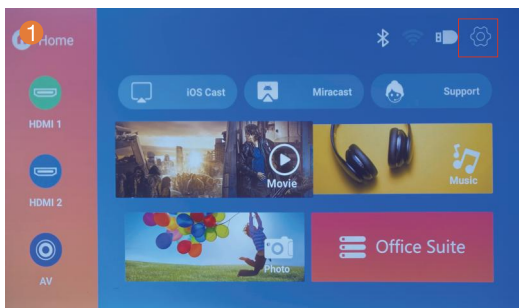 1
Home
iOS Cast
Miracast
Support
HDMI 1
Movie
Music
HDMI 2
Photo
Office Suite
AV